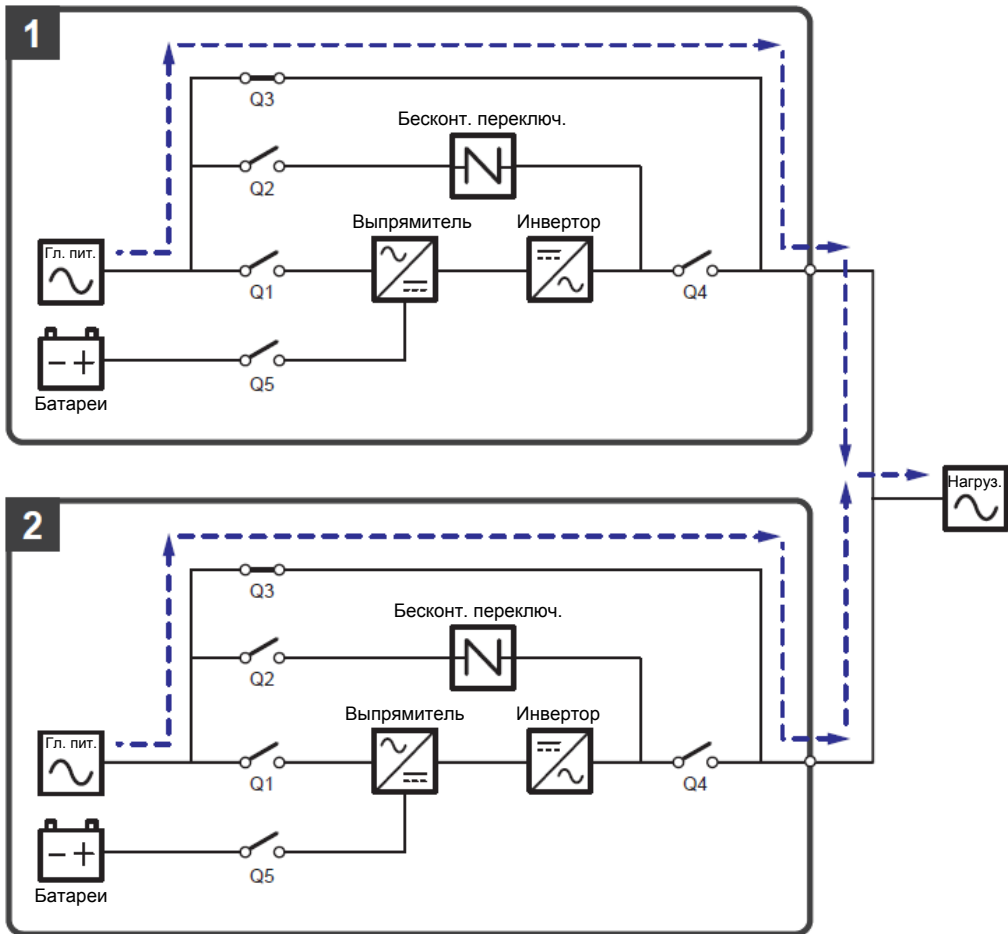 1
Q3
Бесконт. переключ.
Q2
Выпрямитель
Инвертор
Гл. пит.
Q1
Q4
Q5
Батареи
Нагруз.
2
Q3
Бесконт. переключ.
Q2
Выпрямитель
Инвертор
Гл. пит.
Q1
Q4
Q5
Батареи